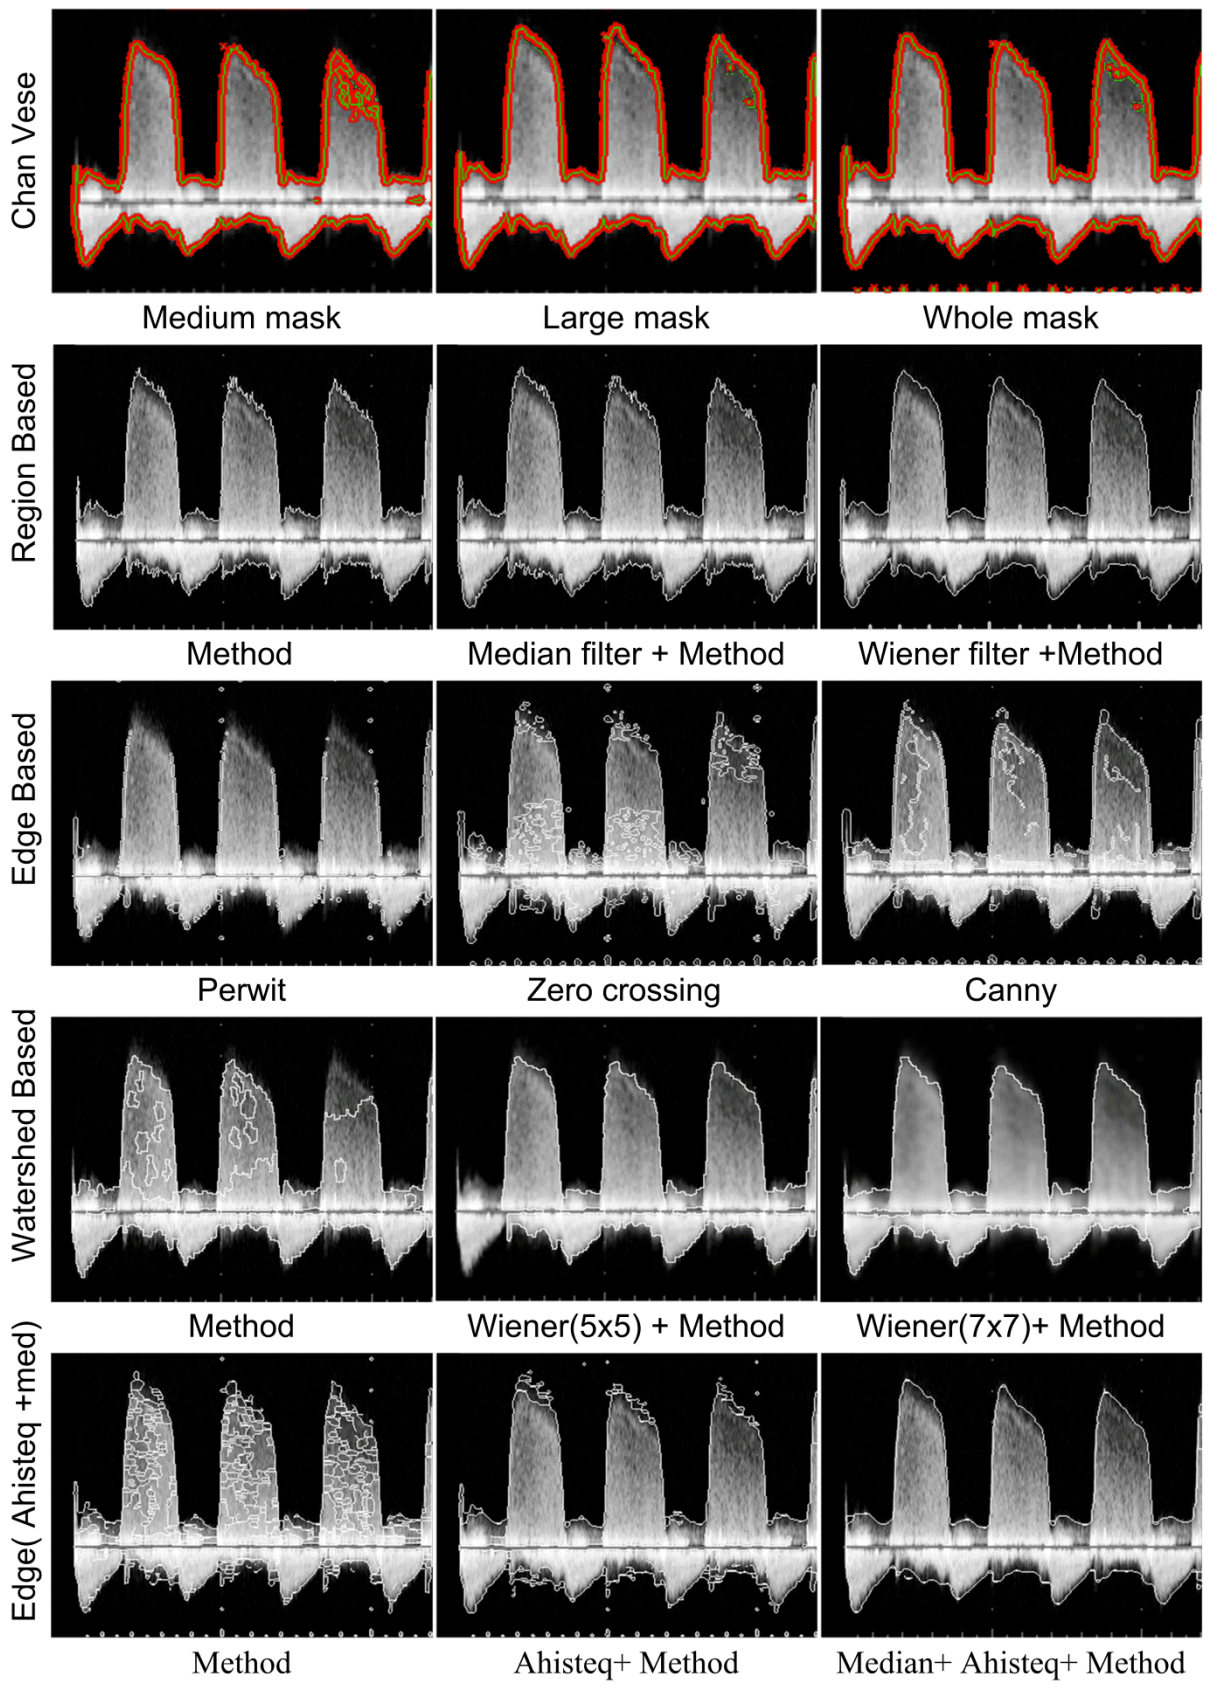 Chan Vese
Medium mask
Large mask
Whole mask
Region Based
Method
Median filter + Method
Wiener filter +Method
Edge Based
Perwit
Zero crossing
Canny
Watershed Based
Method
Wiener(5x5) + Method
Wiener(7x7)+ Method
Edge( Ahisteq +med)
Method
Ahisteq+ Method
Median+ Ahisteq+ Method